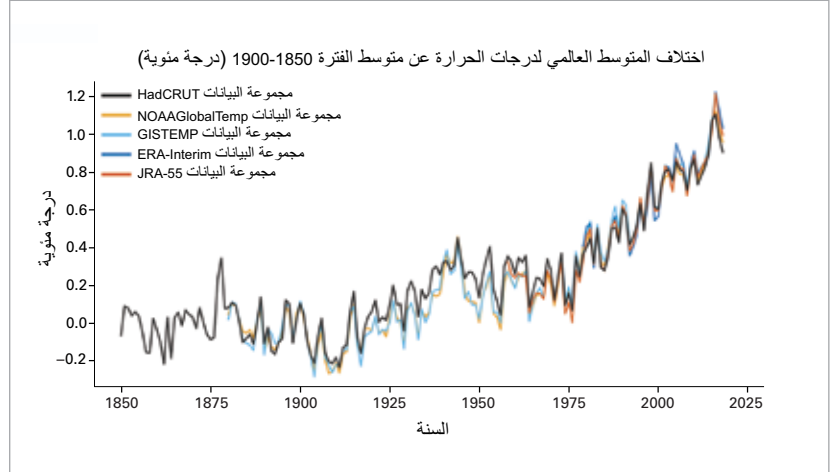 اختلاف المتوسط العالمي لدرجات الحرارة عن متوسط الفترة 1850-1900 (درجة مئوية)
مجموعة البيانات HadCRUT
مجموعة البيانات NOAAGlobalTemp
مجموعة البيانات GISTEMP
مجموعة البيانات ERA-Interim
مجموعة البيانات JRA-55
درجة مئوية
1.2
1.0
0.8
0.6
0.4
0.2
0.0
–0.2
1850 1875 1900 1925 1950 1975 2000 2025
السنة